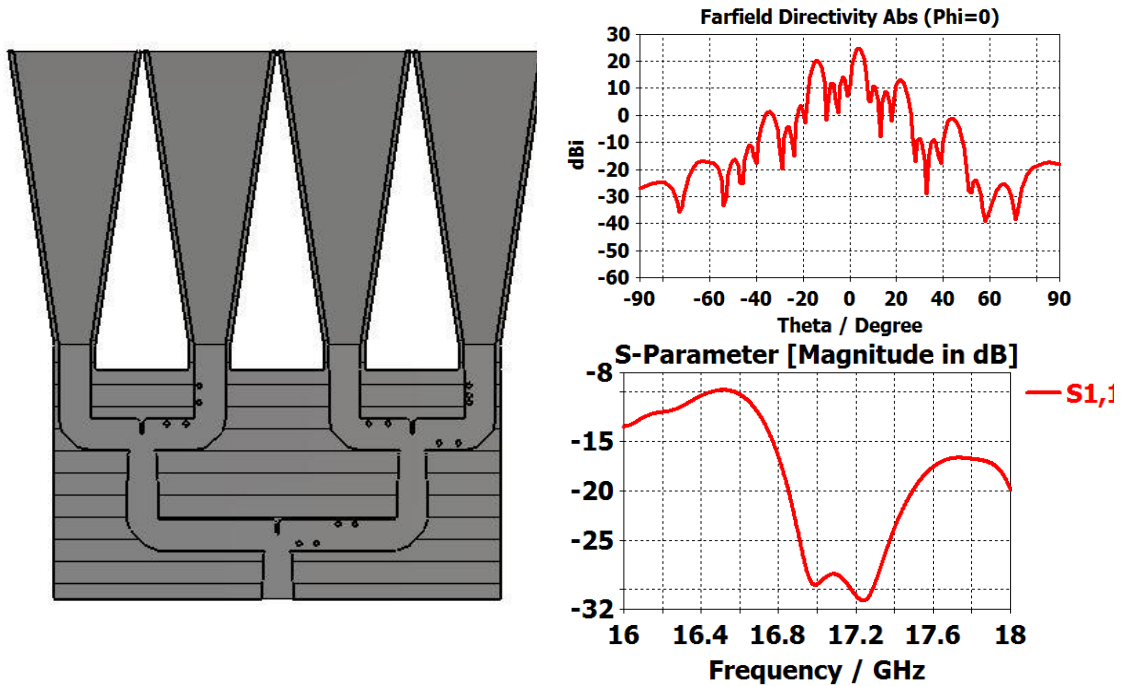 Farfield Directivity Abs (Phi=0)
30
20
10
0
-10
-20
-30
-40
-50
-60
dBi
-90 -60 -40 -20 0 20 40 60 90
Theta / Degree
S-Parameter [Magnitude in dB]
-8
-15
-20
-25
-32
S1,1
16 16.4 16.8 17.2 17.6 18
Frequency / GHz